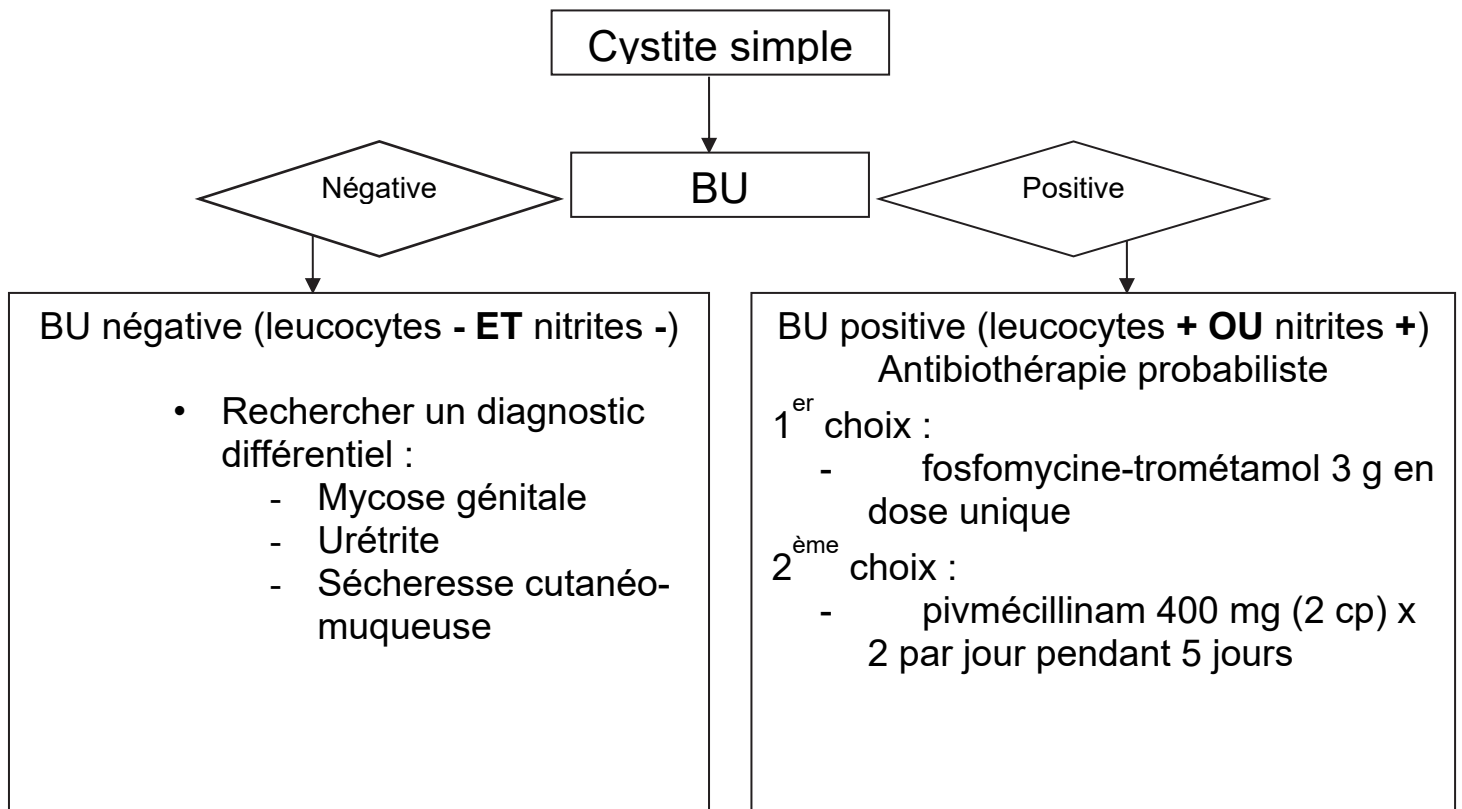 Cystite simple
Négative
BU
Positive
BU négative (leucocytes - ET nitrites -)
• Rechercher un diagnostic
différentiel :
- Mycose génitale
- Urétrite
- Sécheresse cutanéo-
muqueuse
BU positive (leucocytes + OU nitrites +)
Antibiothérapie probabiliste
1er choix :
- fosfomycine-trométamol 3 g en
dose unique
2ème choix :
- pivmécillinam 400 mg (2 cp) x
2 par jour pendant 5 jours